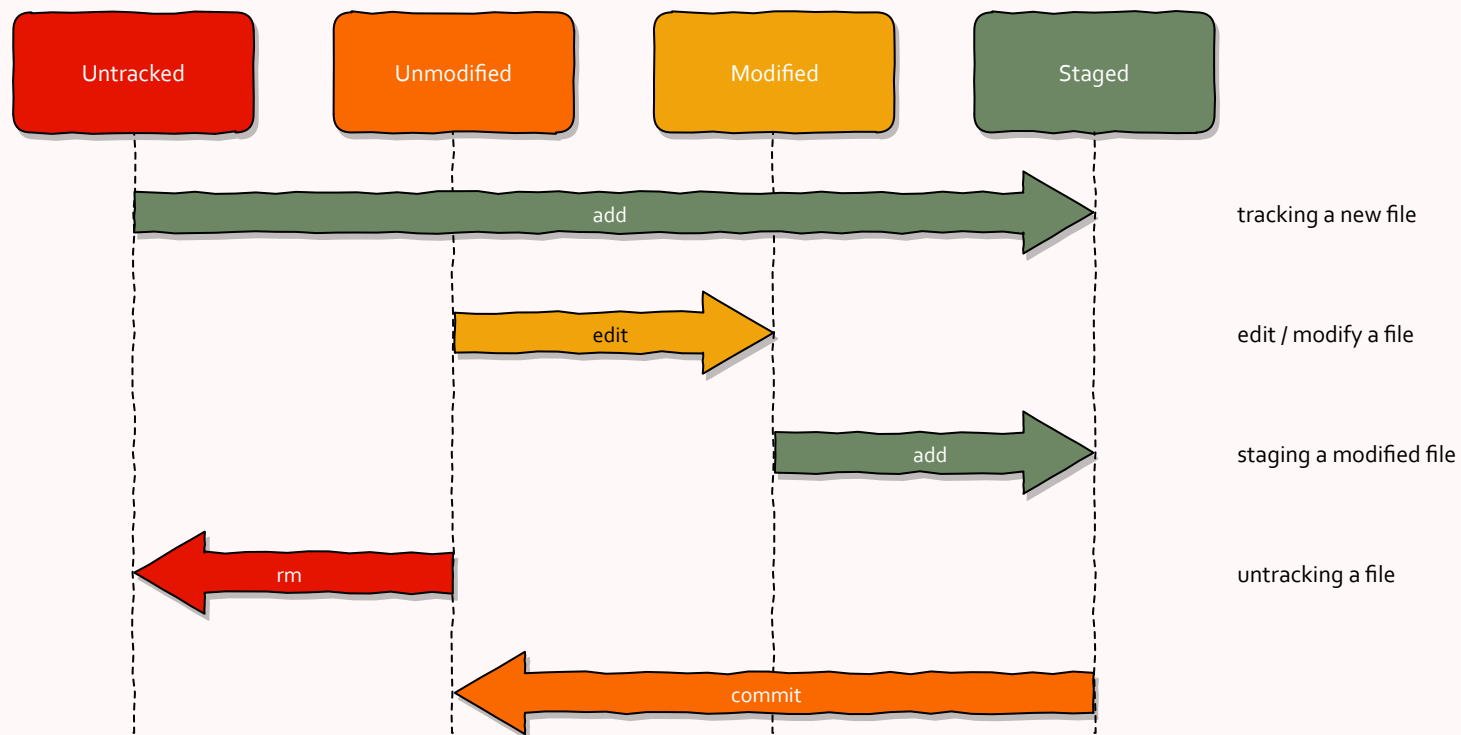 Untracked
Unmodified
Modified
Staged
add
tracking a new file
edit
edit / modify a file
add
staging a modified file
rm
untracking a file
commit